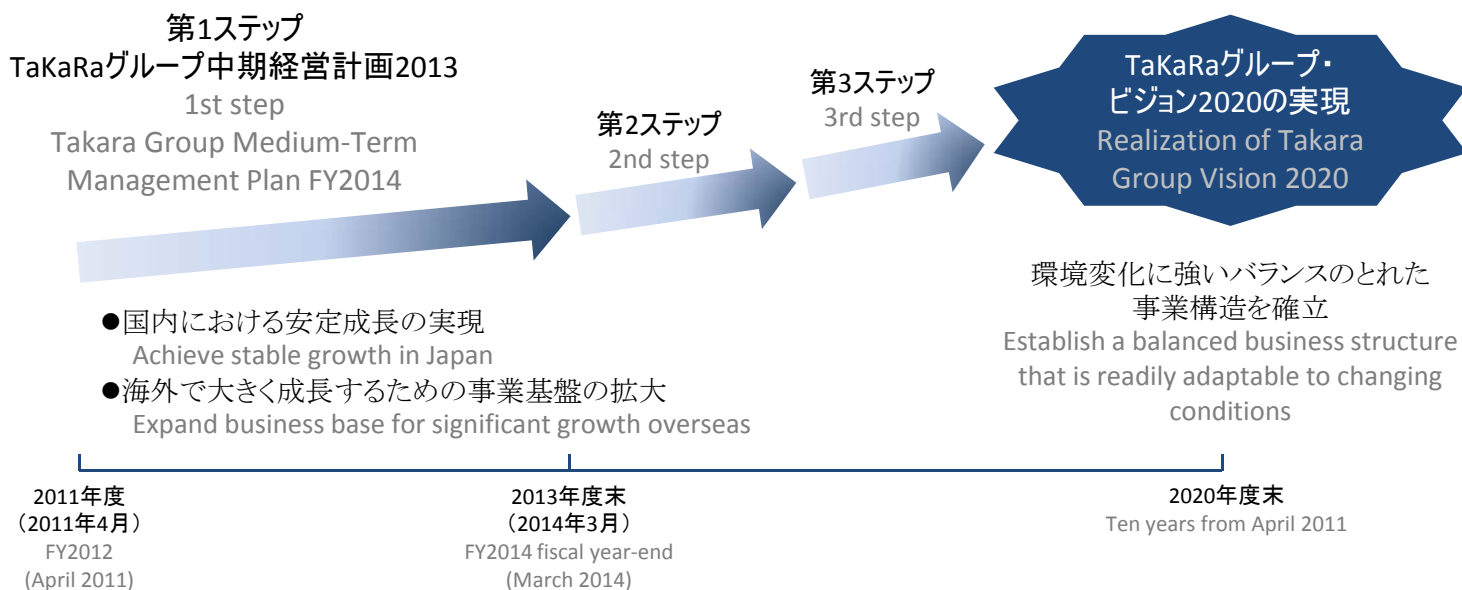 第1ステップ
TaKaRaグループ中期経営計画2013
1st step
Takara Group Medium-Term
Management Plan FY2014
第2ステップ
2nd step
第3ステップ
3rd step
TaKaRaグループ・
ビジョン2020の実現
Realization of Takara
Group Vision 2020
●国内における安定成長の実現
Achieve stable growth in Japan
●海外で大きく成長するための事業基盤の拡大
Expand business base for significant growth overseas
環境変化に強いバランスのとれた
事業構造を確立
Establish a balanced business structure
that is readily adaptable to changing
conditions
2011年度
（2011年4月）
FY2012
(April 2011)
2013年度末
（2014年3月）
FY2014 fiscal year-end
(March 2014)
2020年度末
Ten years from April 2011